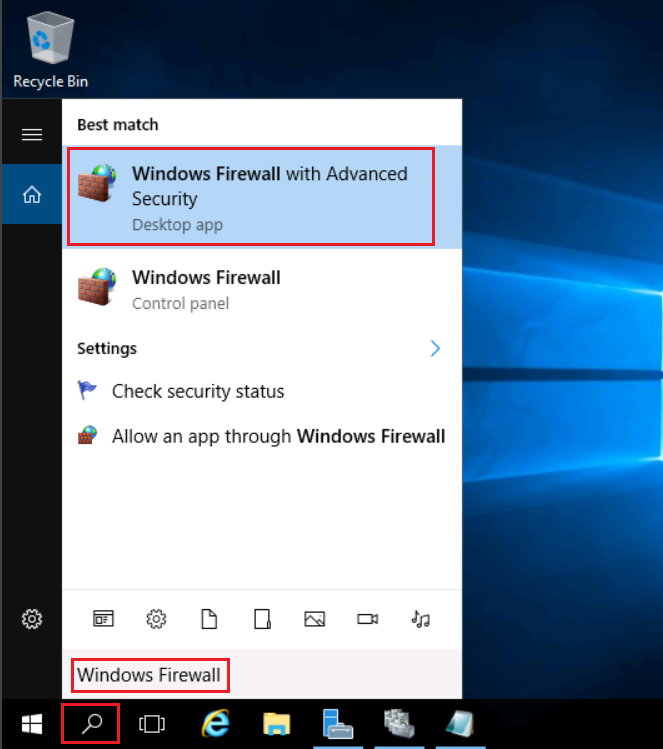 Recycle Bin
Best match
Windows Firewall with Advanced
Security
Desktop app
Windows Firewall
Control panel
Settings
Check security status
Allow an app through Windows Firewall
Windows Firewall